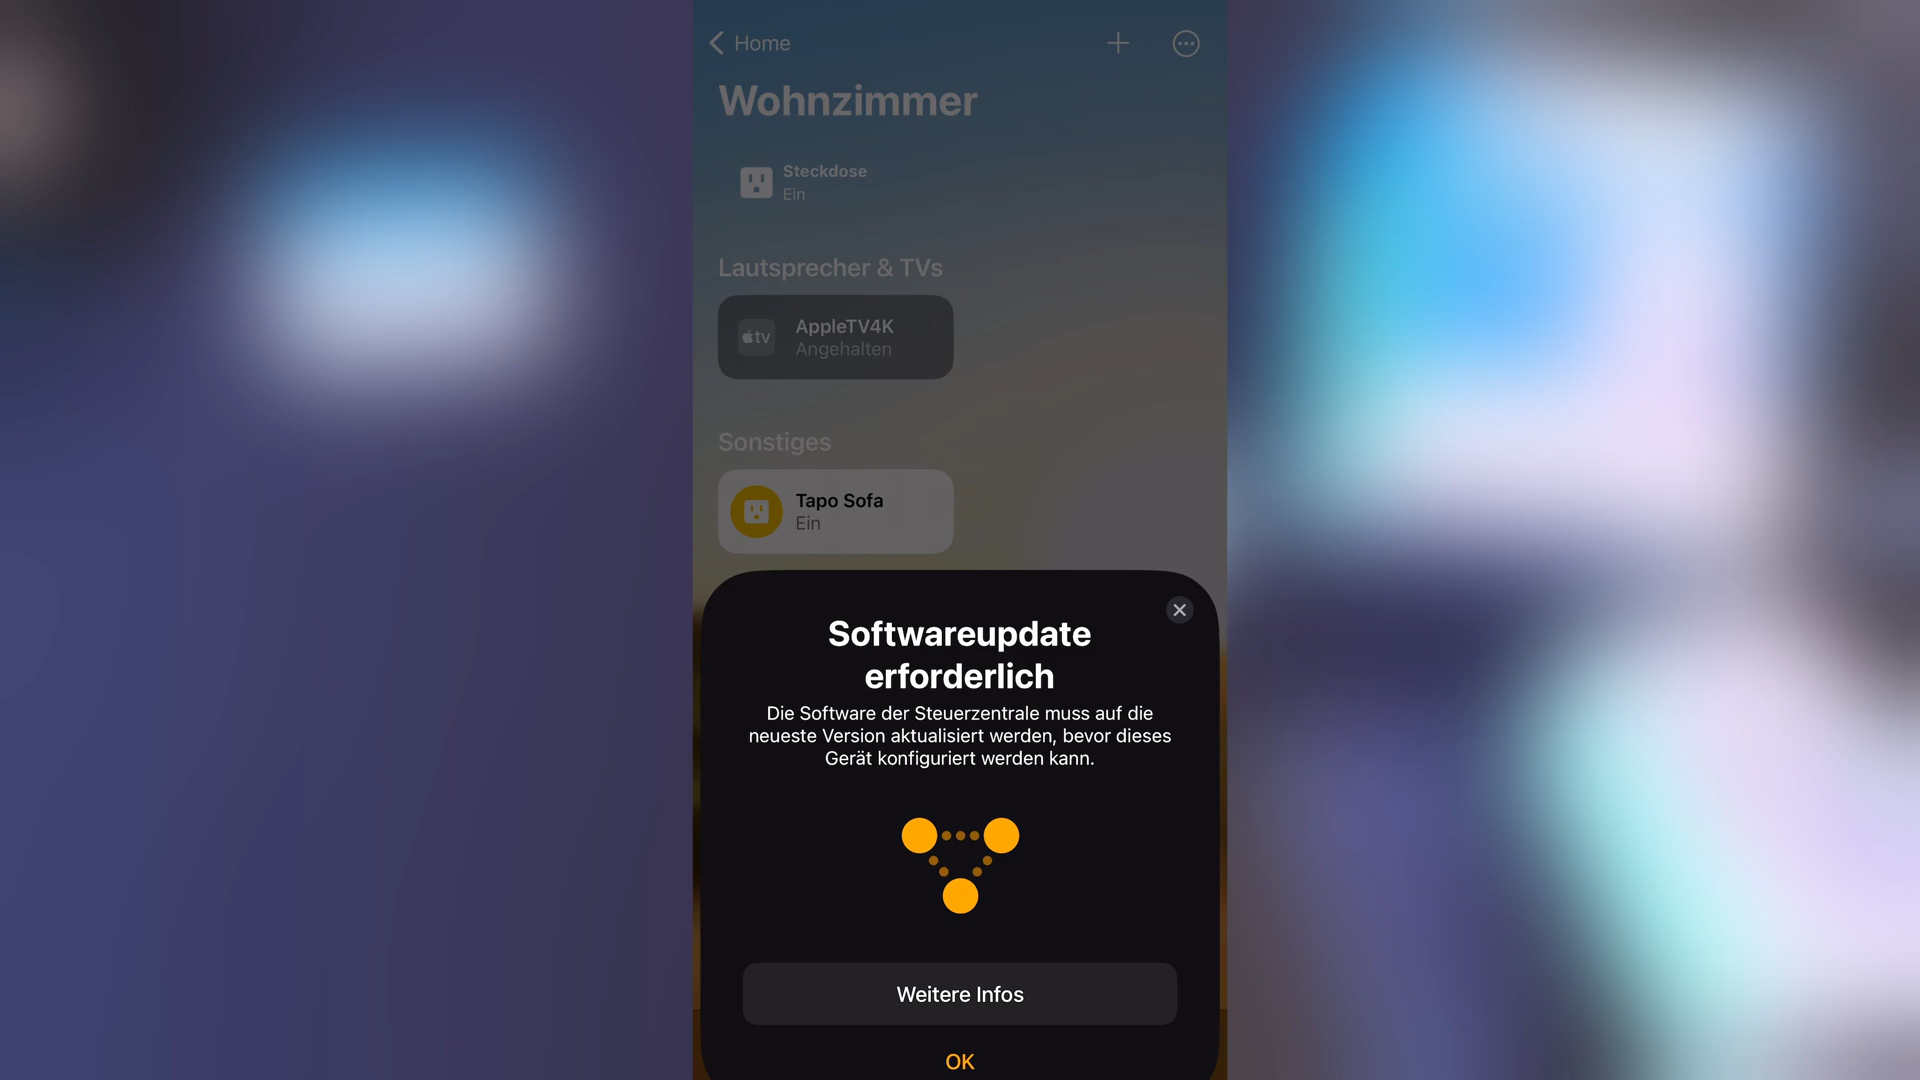 Home
Wohnzimmer
Steckdose
Ein
Lautsprecher & TVs
tv
AppleTV4K
Angehalten
Sonstiges
Tapo Sofa
Ein
Softwareupdate
erforderlich
Die Software der Steuerzentrale muss auf die
neueste Version aktualisiert werden, bevor dieses
Gerät konfiguriert werden kann.
Weitere Infos
OK